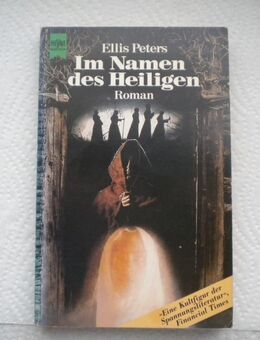 Ellis Peters
Im Namen
des Heiligen
Roman
»Eine Kultfigur der
Spannungsliteratur«,
Financial Times